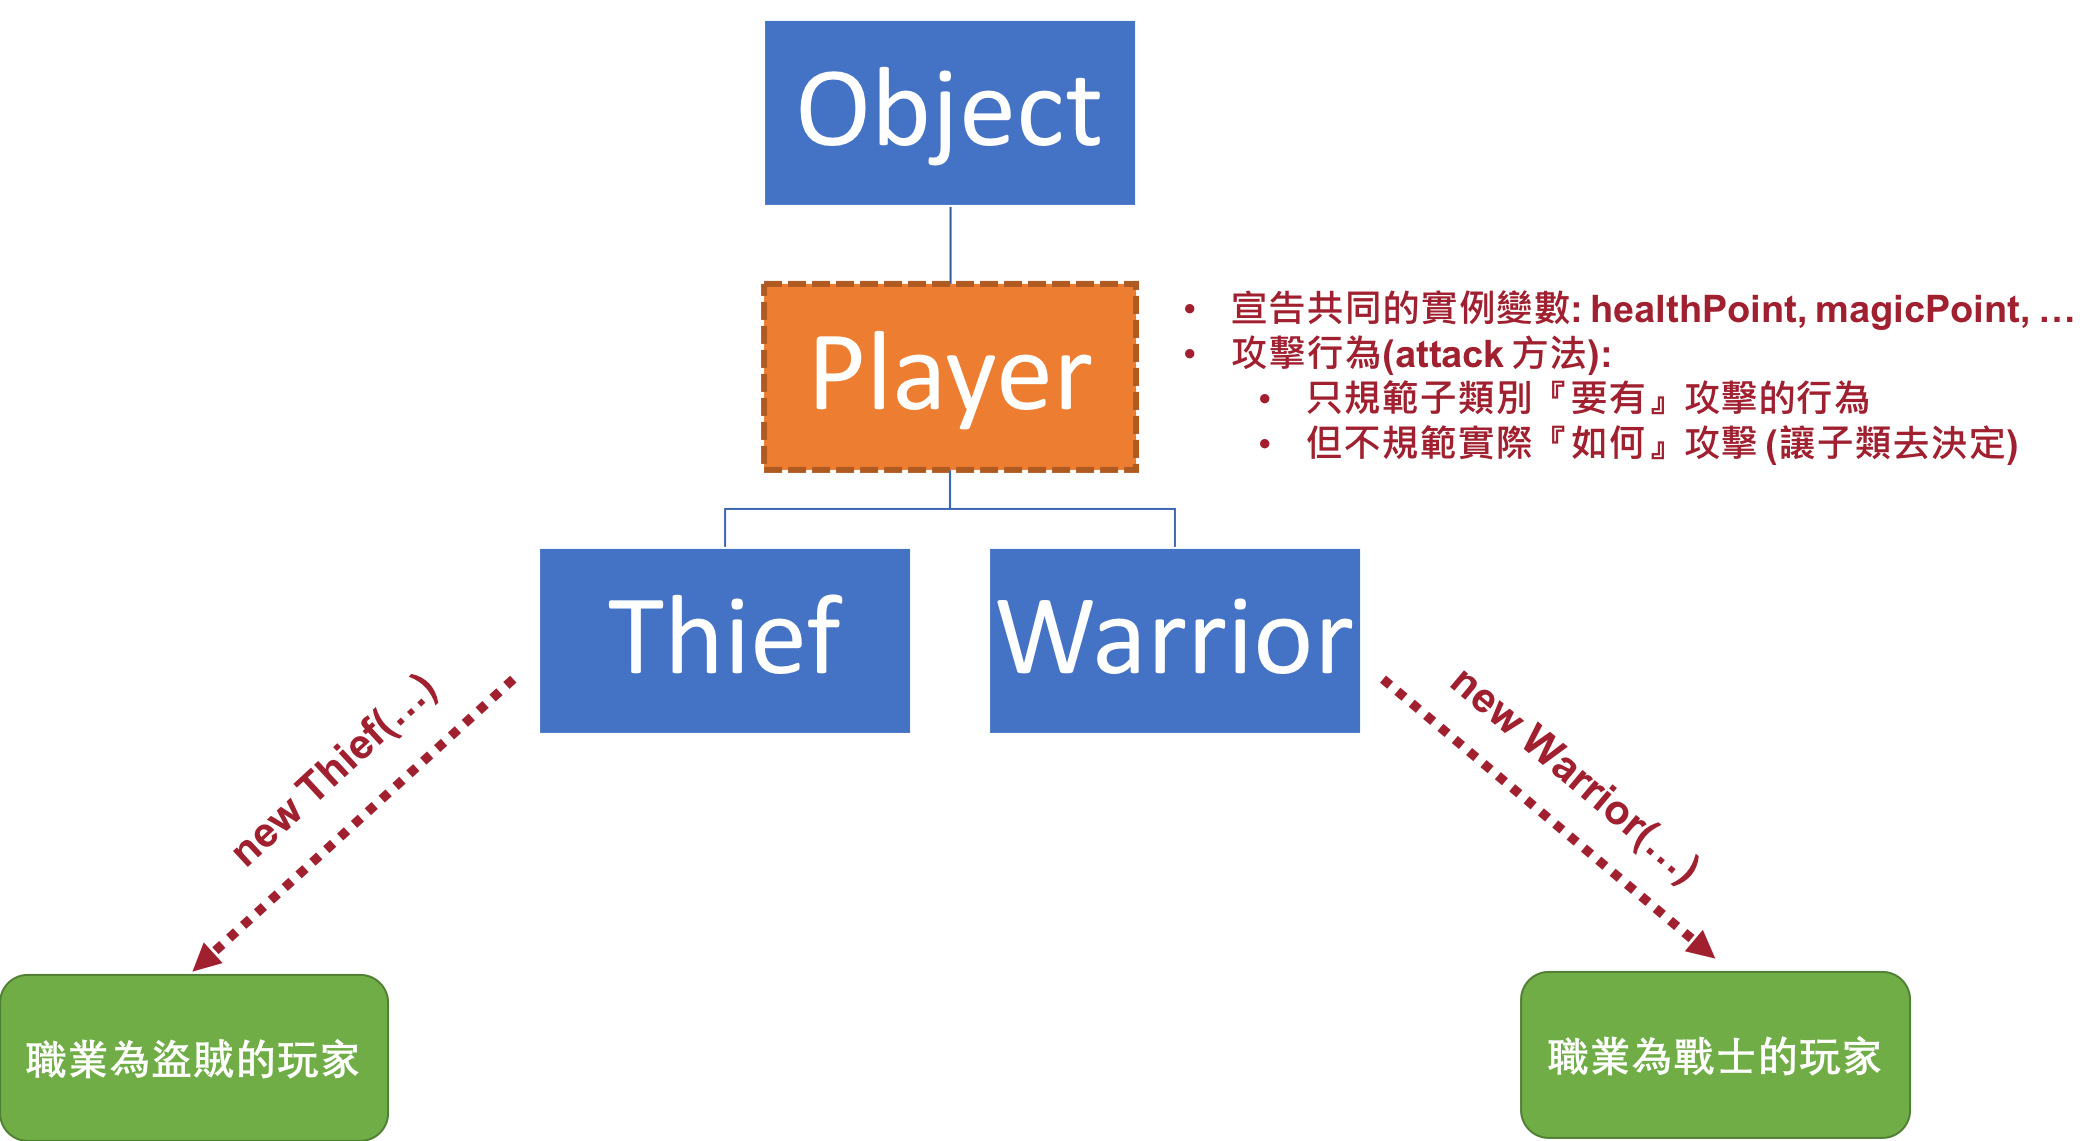 Object
Player
• 宣告共同的實例變數: healthPoint, magicPoint, …
• 攻擊行為(attack 方法):
• 只規範子類別『要有』攻擊的行為
• 但不規範實際『如何』攻擊 (讓子類去決定)
Thief
Warrior
new Thief(…)
new Warrior(…)
職業為盜賊的玩家
職業為戰士的玩家